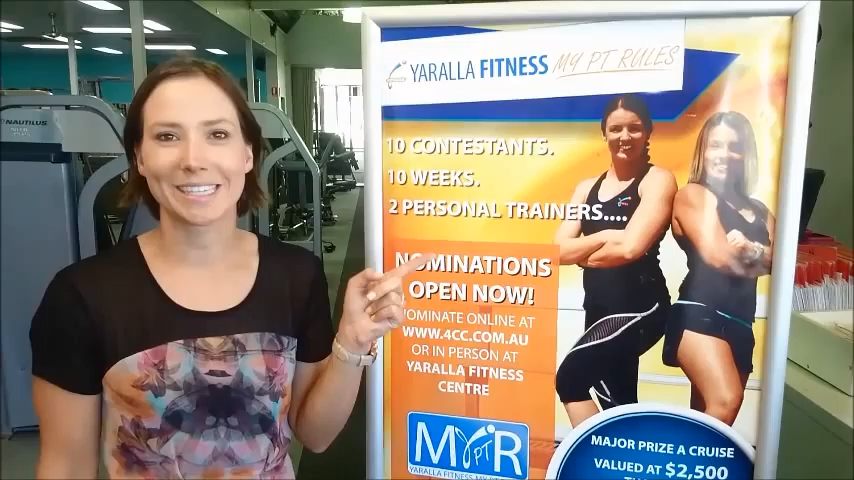 NAUTILUS
YARALLA FITNESS MY PT RULES
10 CONTESTANTS.
10 WEEKS.
2 PERSONAL TRAINERS....
NOMINATIONS
OPEN NOW!
NOMINATE ONLINE AT
WWW.4CC.COM.AU
OR IN PERSON AT
YARALLA FITNESS
CENTRE
MYPTR
MAJOR PRIZE A CRUISE
VALUED AT $2,500